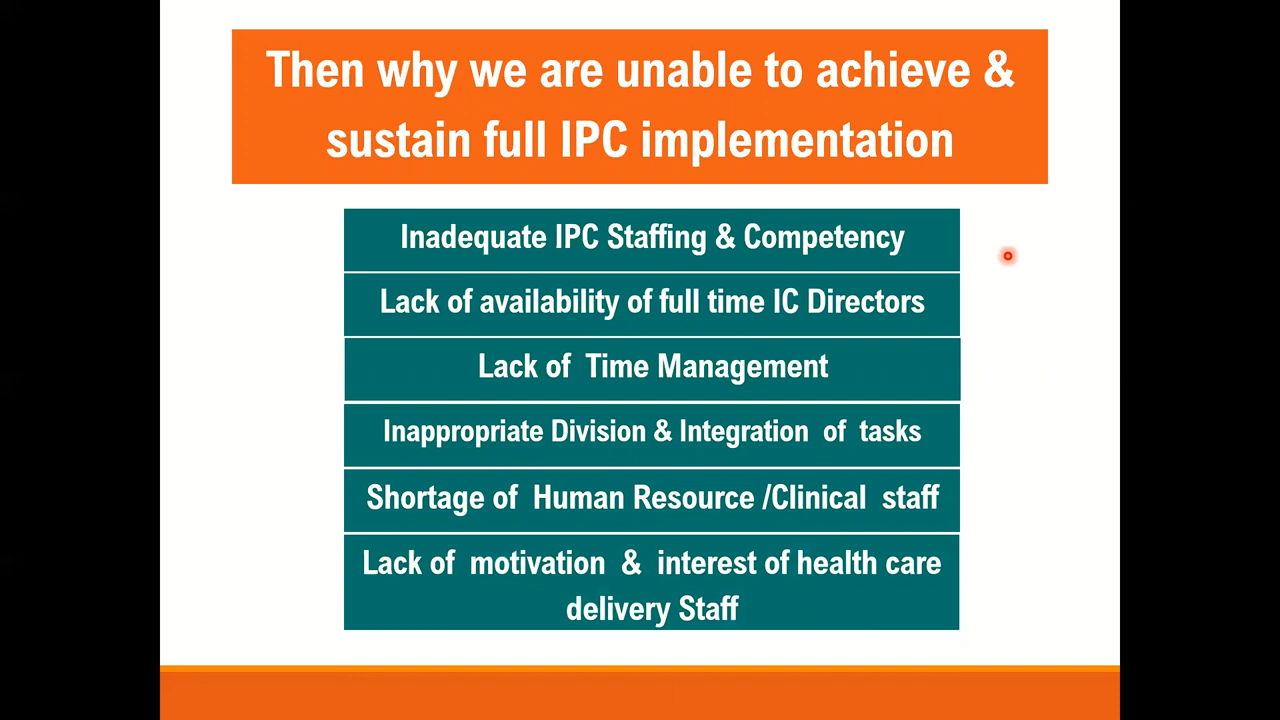 Then why we are unable to achieve &
sustain full IPC implementation
Inadequate IPC Staffing & Competency
Lack of availability of full time IC Directors
Lack of Time Management
Inappropriate Division & Integration of tasks
Shortage of Human Resource /Clinical staff
Lack of motivation & interest of health care
delivery Staff